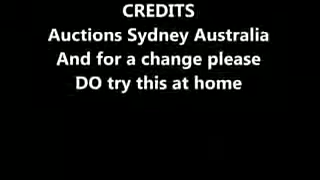 CREDITS
Auctions Sydney Australia
And for a change please
DO try this at home